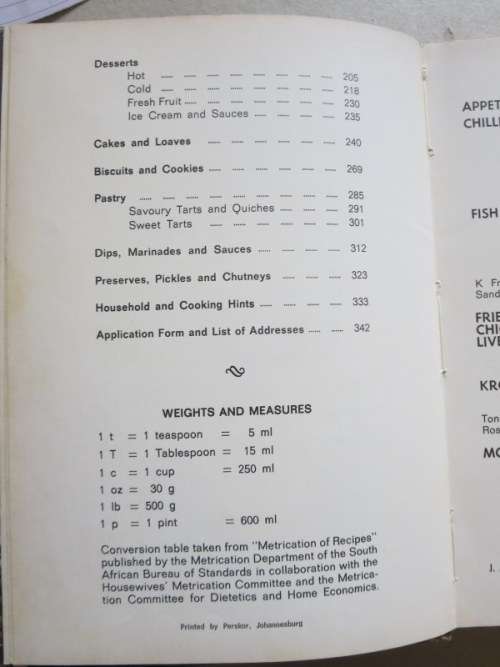 Desserts
Hot 205
Cold 218
Fresh Fruit 230
Ice Cream and Sauces 235
Cakes and Loaves 240
Biscuits and Cookies 269
Pastry 285
Savoury Tarts and Quiches 291
Sweet Tarts 301
Dips, Marinades and Sauces 312
Preserves, Pickles and Chutneys 323
Household and Cooking Hints 333
Application Form and List of Addresses 342
WEIGHTS AND MEASURES
1 t = 1 teaspoon = 5 ml
1 T = 1 Tablespoon = 15 ml
1 c = 1 cup = 250 ml
1 oz = 30 g
1 lb = 500 g
1 p = 1 pint = 600 ml
Conversion table taken from "Metrication of Recipes"
published by the Metrication Department of the South
African Bureau of Standards in collaboration with the
Housewives' Metrication Committee and the Metrica-
tion Committee for Dietetics and Home Economics.
Printed by Perskor, Johannesburg
APPET
CHILLE
FISH
K Fr
Sand
FRIE
CHIC
LIVE
KRO
Ton
Ros
MO
J.